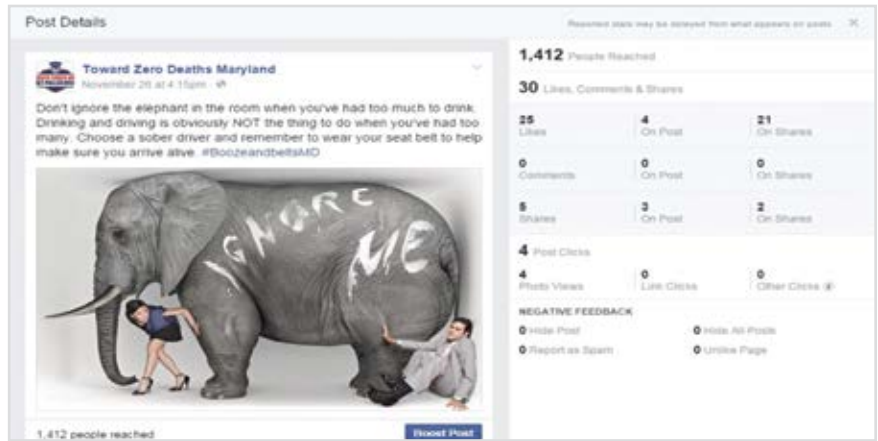 Post Details
Reported stats may be delayed from what appears on posts
Toward Zero Deaths Maryland
November 26 at 4:15pm
Don't ignore the elephant in the room when you've had too much to drink.
Drinking and driving is obviously NOT the thing to do when you've had too
many. Choose a sober driver and remember to wear your seat belt to help
make sure you arrive alive. #BoozeandbeltsMD
IGNORE
ME
1,412 people reached
Boost Post
1,412 People Reached
30 Likes, Comments & Shares
25 4 21
Likes On Post On Shares
0 0 0
Comments On Post On Shares
5 3 2
Shares On Post On Shares
4 Post Clicks
4 0 0
Photo Views Link Clicks Other Clicks
NEGATIVE FEEDBACK
0 Hide Post 0 Hide All Posts
0 Report as Spam 0 Unlike Page